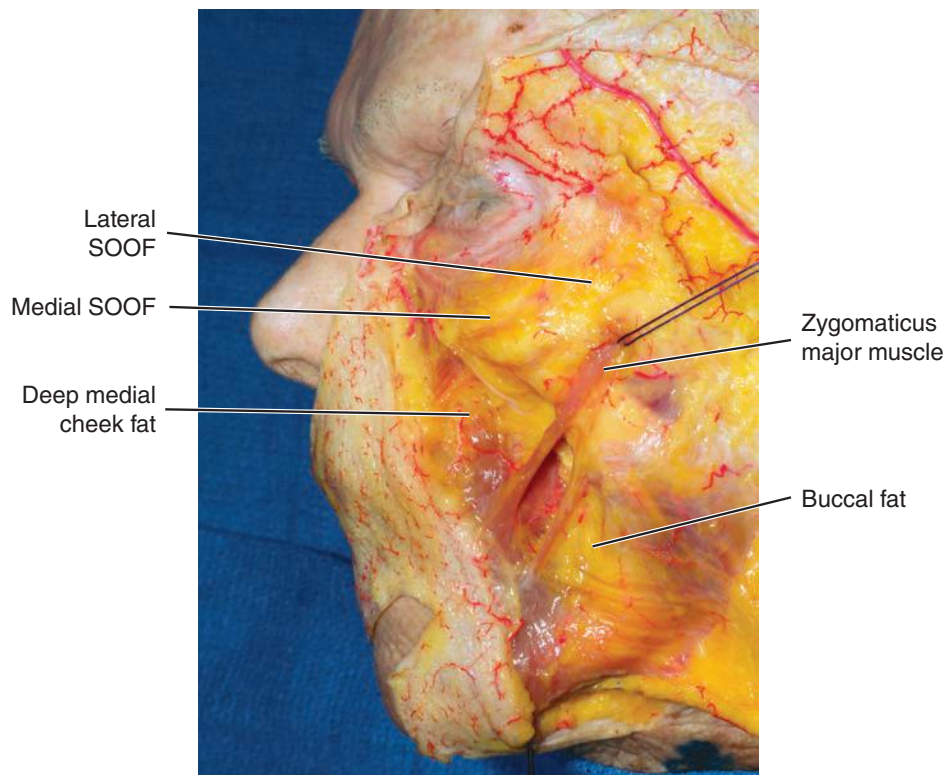 Lateral
SOOF
Medial SOOF
Deep medial
cheek fat
Zygomaticus
major muscle
Buccal fat